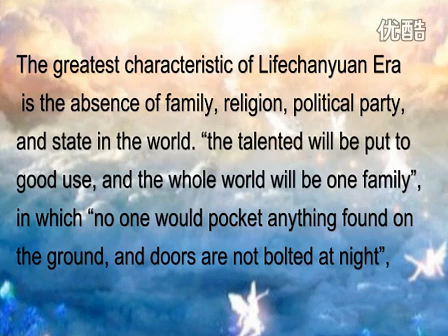 优酷
The greatest characteristic of Lifechanyuan Era
is the absence of family, religion, political party,
and state in the world. “the talented will be put to
good use, and the whole world will be one family”,
in which “no one would pocket anything found on
the ground, and doors are not bolted at night”,